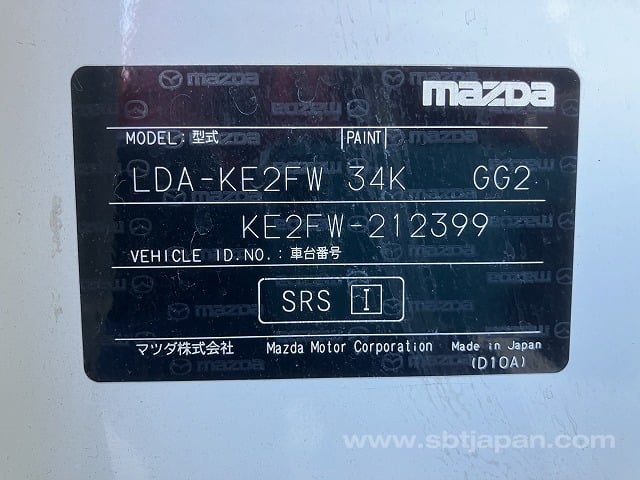 mazda
MODEL: 型式 PAINT
LDA-KE2FW 34K GG2
KE2FW-212399
VEHICLE ID.NO.: 車台番号
SRS I
マツダ株式会社 Mazda Motor Corporation Made in Japan
(D10A)
www.sbtjapan.com